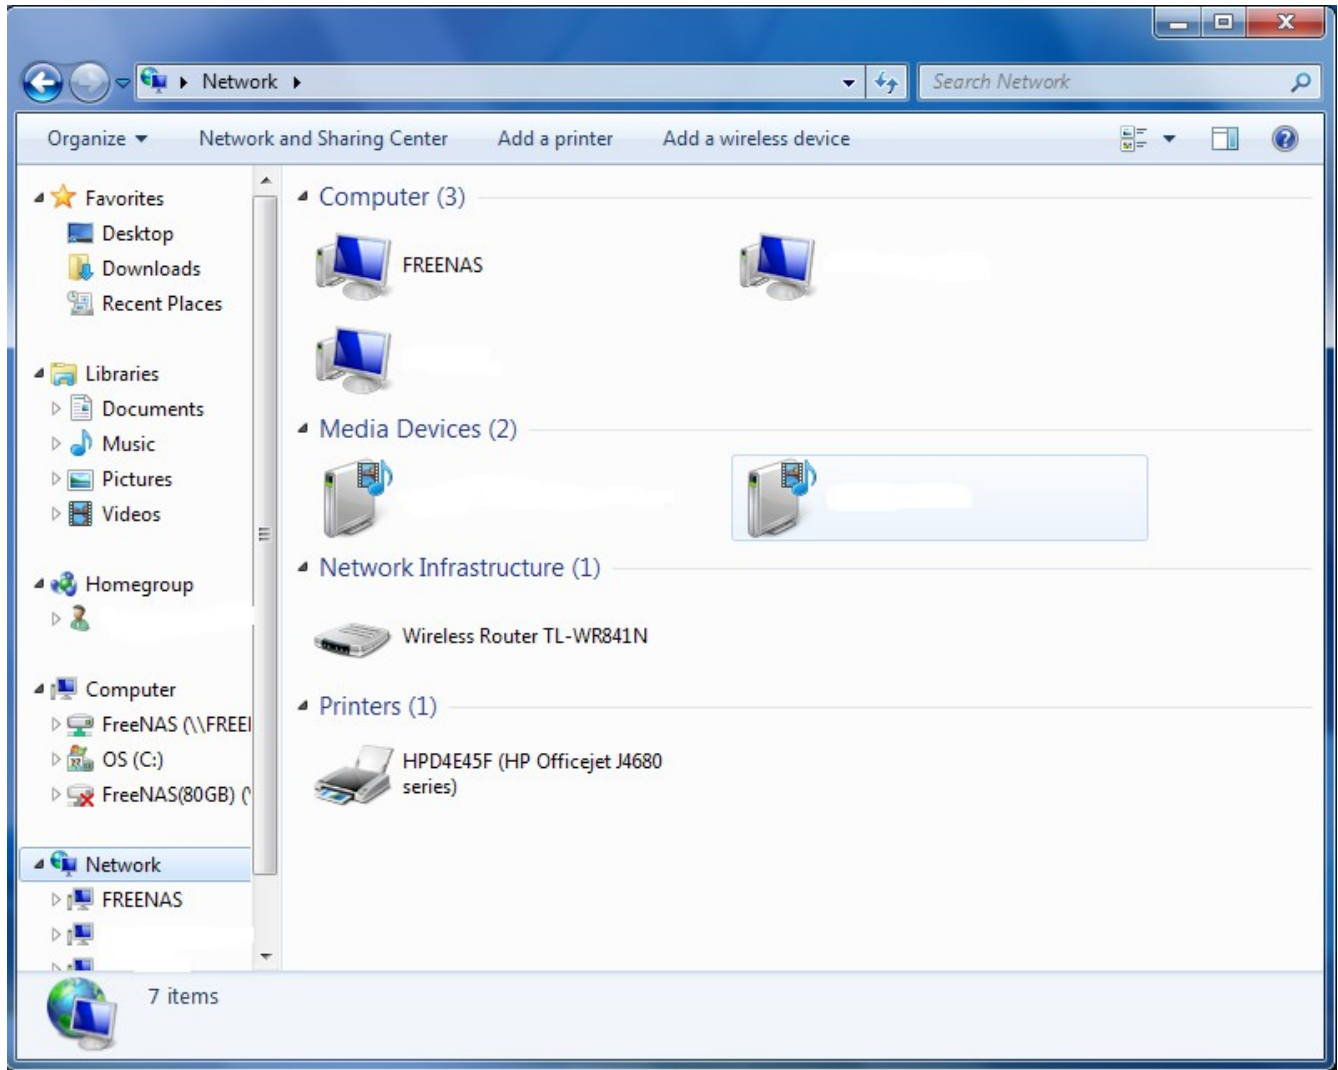 Network
Search Network
Organize
Network and Sharing Center
Add a printer
Add a wireless device
Favorites
Desktop
Downloads
Recent Places
Libraries
Documents
Music
Pictures
Videos
Homegroup
Computer
FreeNAS (\\FREEI
OS (C:)
FreeNAS(80GB) ('
Network
FREENAS
Computer (3)
FREENAS
Media Devices (2)
Network Infrastructure (1)
Wireless Router TL-WR841N
Printers (1)
HPD4E45F (HP Officejet J4680
series)
7 items